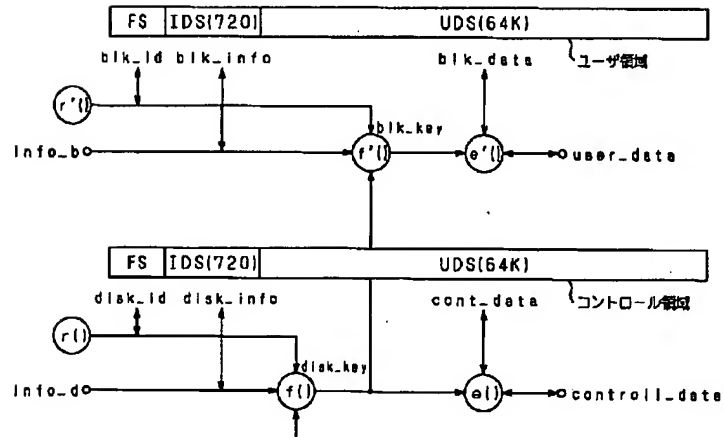 FS IDS(720) UDS(64K)
blk_id blk_info blk_data ユーザ領域
r'()
blk_key
info_b f'() e'() user_data
FS IDS(720) UDS(64K)
disk_id disk_info cont_data コントロール領域
r()
disk_key
info_d f() e() controll_data